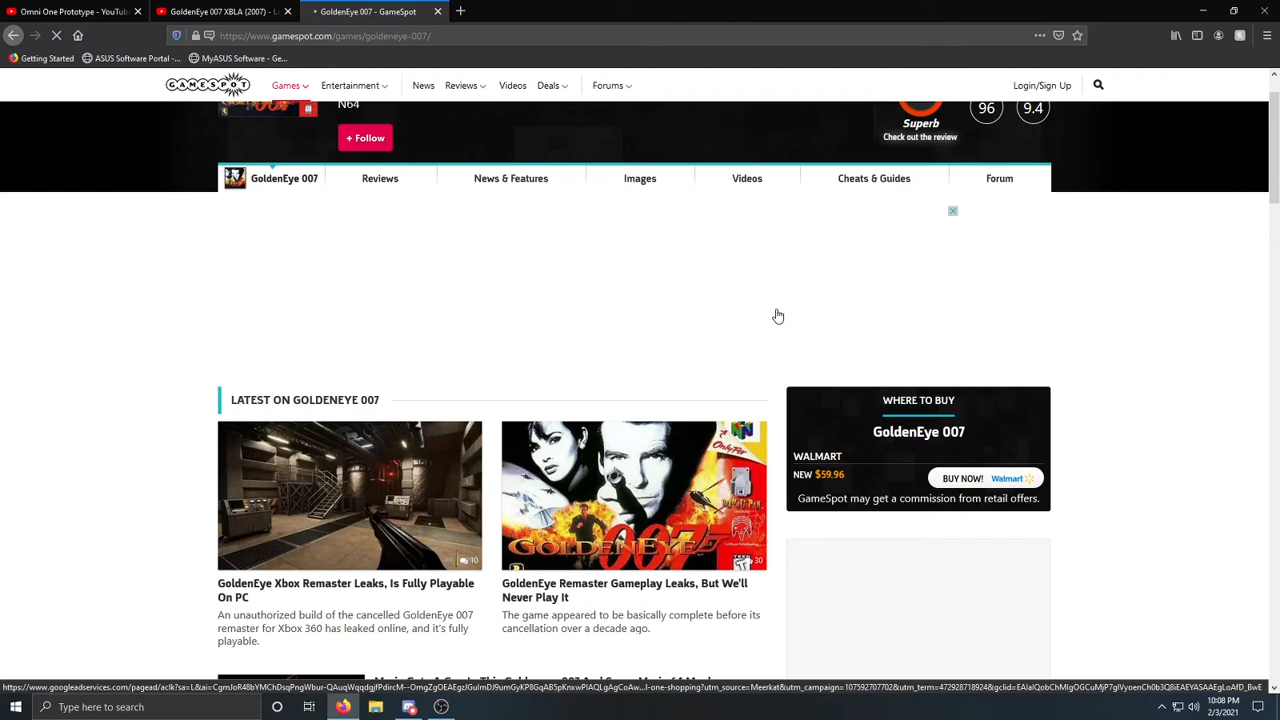 Omni One Prototype - YouTub
GoldenEye 007 XBLA (2007) - L
GoldenEye 007 - GameSpot
https://www.gamespot.com/games/goldeneye-007/
Getting Started
ASUS Software Portal -...
MyASUS Software - Ge...
GAMESPOT
Games
Entertainment
News
Reviews
Videos
Deals
Forums
Login/Sign Up
N64
+ Follow
Superb
Check out the review
96
9.4
GoldenEye 007
Reviews
News & Features
Images
Videos
Cheats & Guides
Forum
LATEST ON GOLDENEYE 007
10
GoldenEye Xbox Remaster Leaks, Is Fully Playable
On PC
An unauthorized build of the cancelled GoldenEye 007
remaster for Xbox 360 has leaked online, and it's fully
playable.
Only For
GOLDENEYE
007
TEEN
30
GoldenEye Remaster Gameplay Leaks, But We'll
Never Play It
The game appeared to be basically complete before its
cancellation over a decade ago.
WHERE TO BUY
GoldenEye 007
WALMART
NEW $59.96
BUY NOW! Walmart
GameSpot may get a commission from retail offers.
Type here to search
10:08 PM
2/3/2021